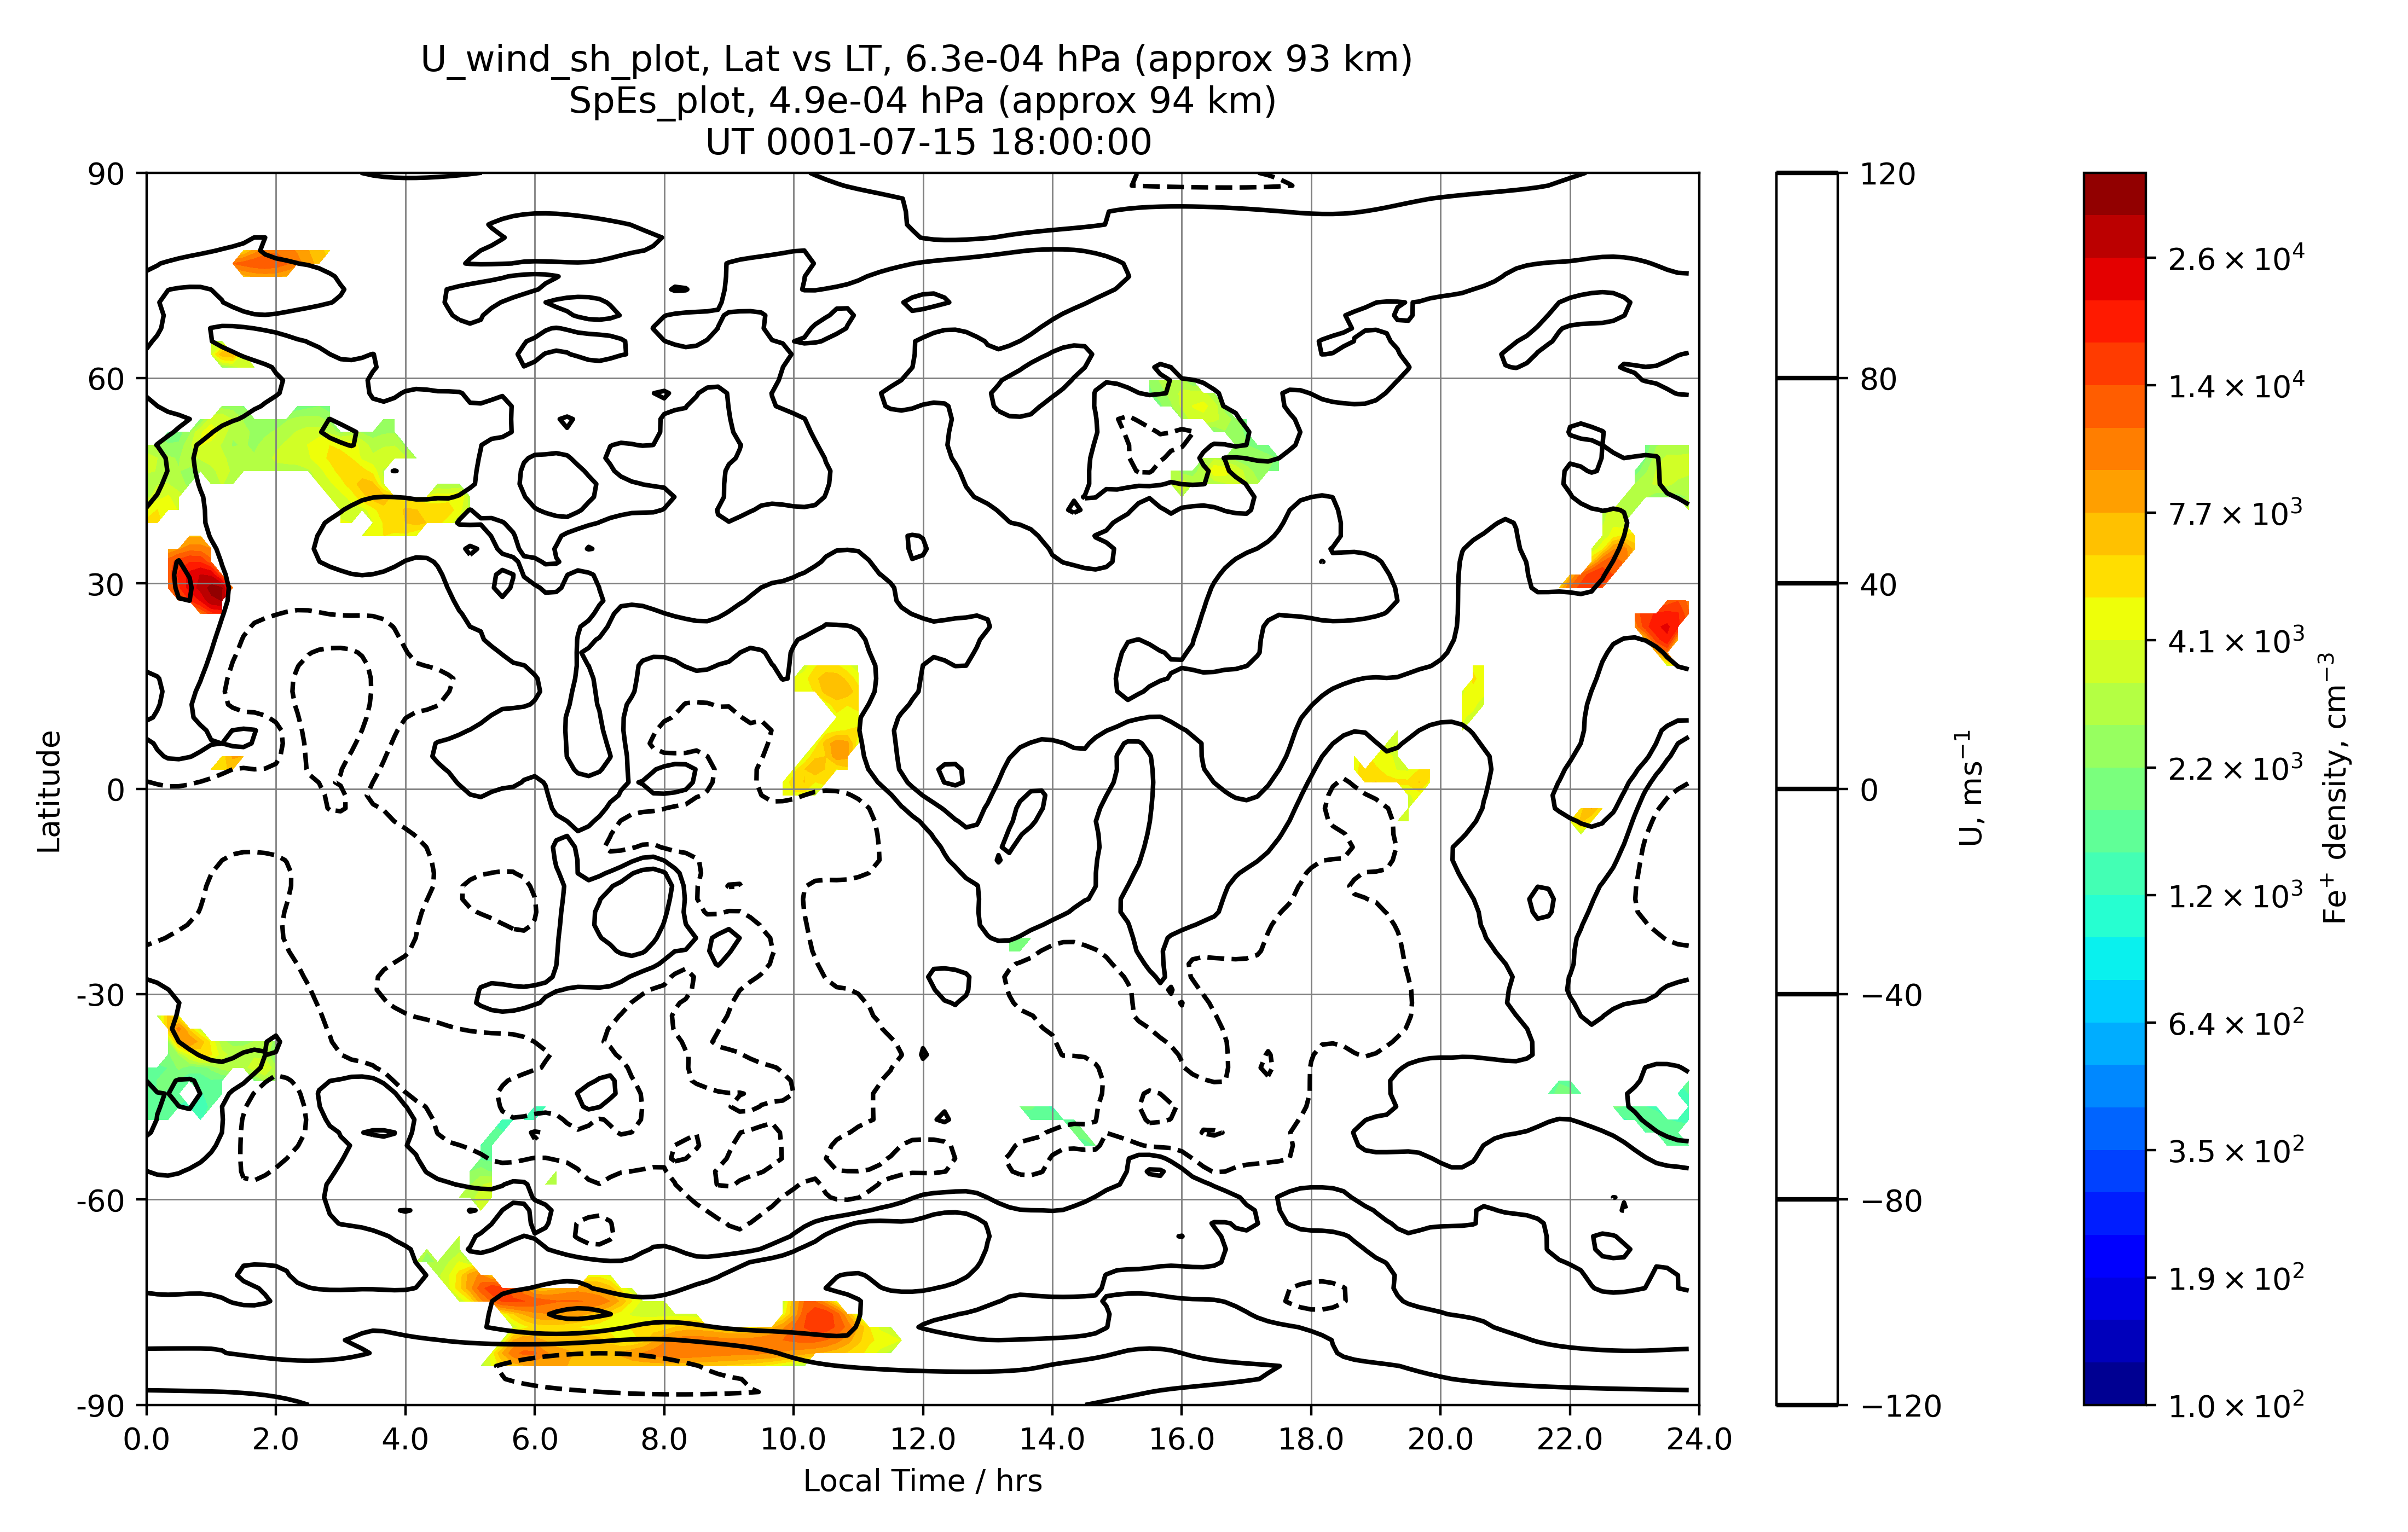 U_wind_sh_plot, Lat vs LT, 6.3e-04 hPa (approx 93 km)
SpEs_plot, 4.9e-04 hPa (approx 94 km)
UT 0001-07-15 18:00:00
90
60
30
0
-30
-60
-90
Latitude
0.0 2.0 4.0 6.0 8.0 10.0 12.0 14.0 16.0 18.0 20.0 22.0 24.0
Local Time / hrs
120
80
40
0
−40
−80
−120
U, ms⁻¹
2.6 × 10⁴
1.4 × 10⁴
7.7 × 10³
4.1 × 10³
2.2 × 10³
1.2 × 10³
6.4 × 10²
3.5 × 10²
1.9 × 10²
1.0 × 10²
Fe⁺ density, cm⁻³